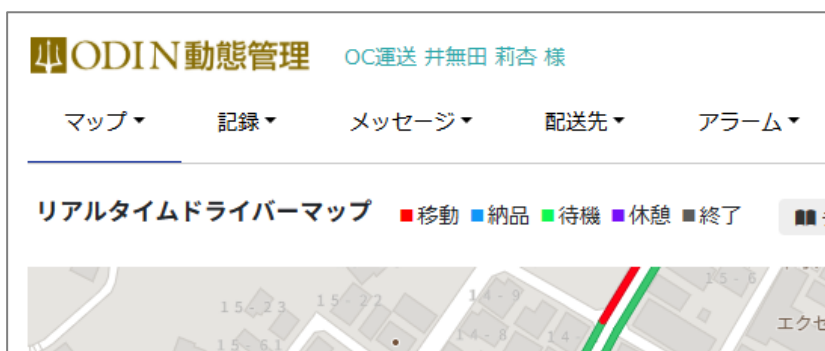 ODIN動態管理 OC運送 井無田 莉杏 様
マップ 記録 メッセージ 配送先 アラーム
リアルタイムドライバーマップ 移動 納品 待機 休憩 終了
15-23 15-22 14-9 15-6
15-61 14-8 14- エクセ